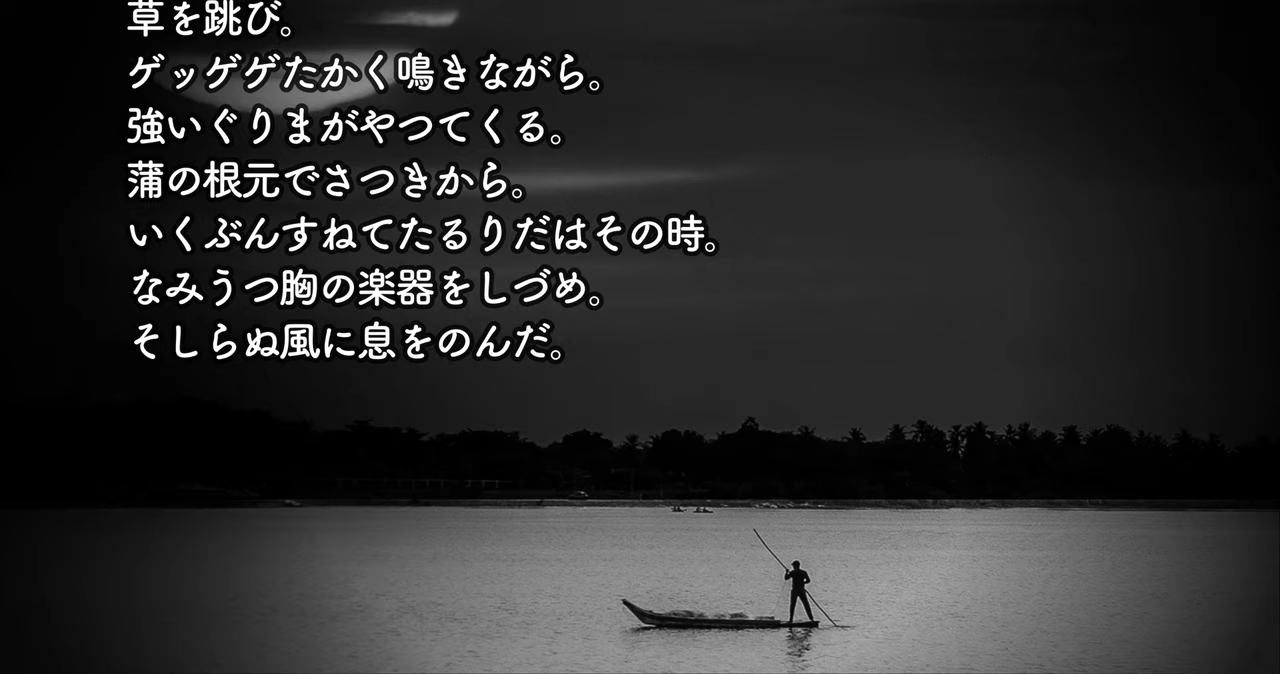 草を跳び。
ゲッゲゲたかく鳴きながら。
強いぐりまがやつてくる。
蒲の根元でさつきから。
いくぶんすねてたるりだはその時。
なみうつ胸の楽器をしづめ。
そしらぬ風に息をのんだ。